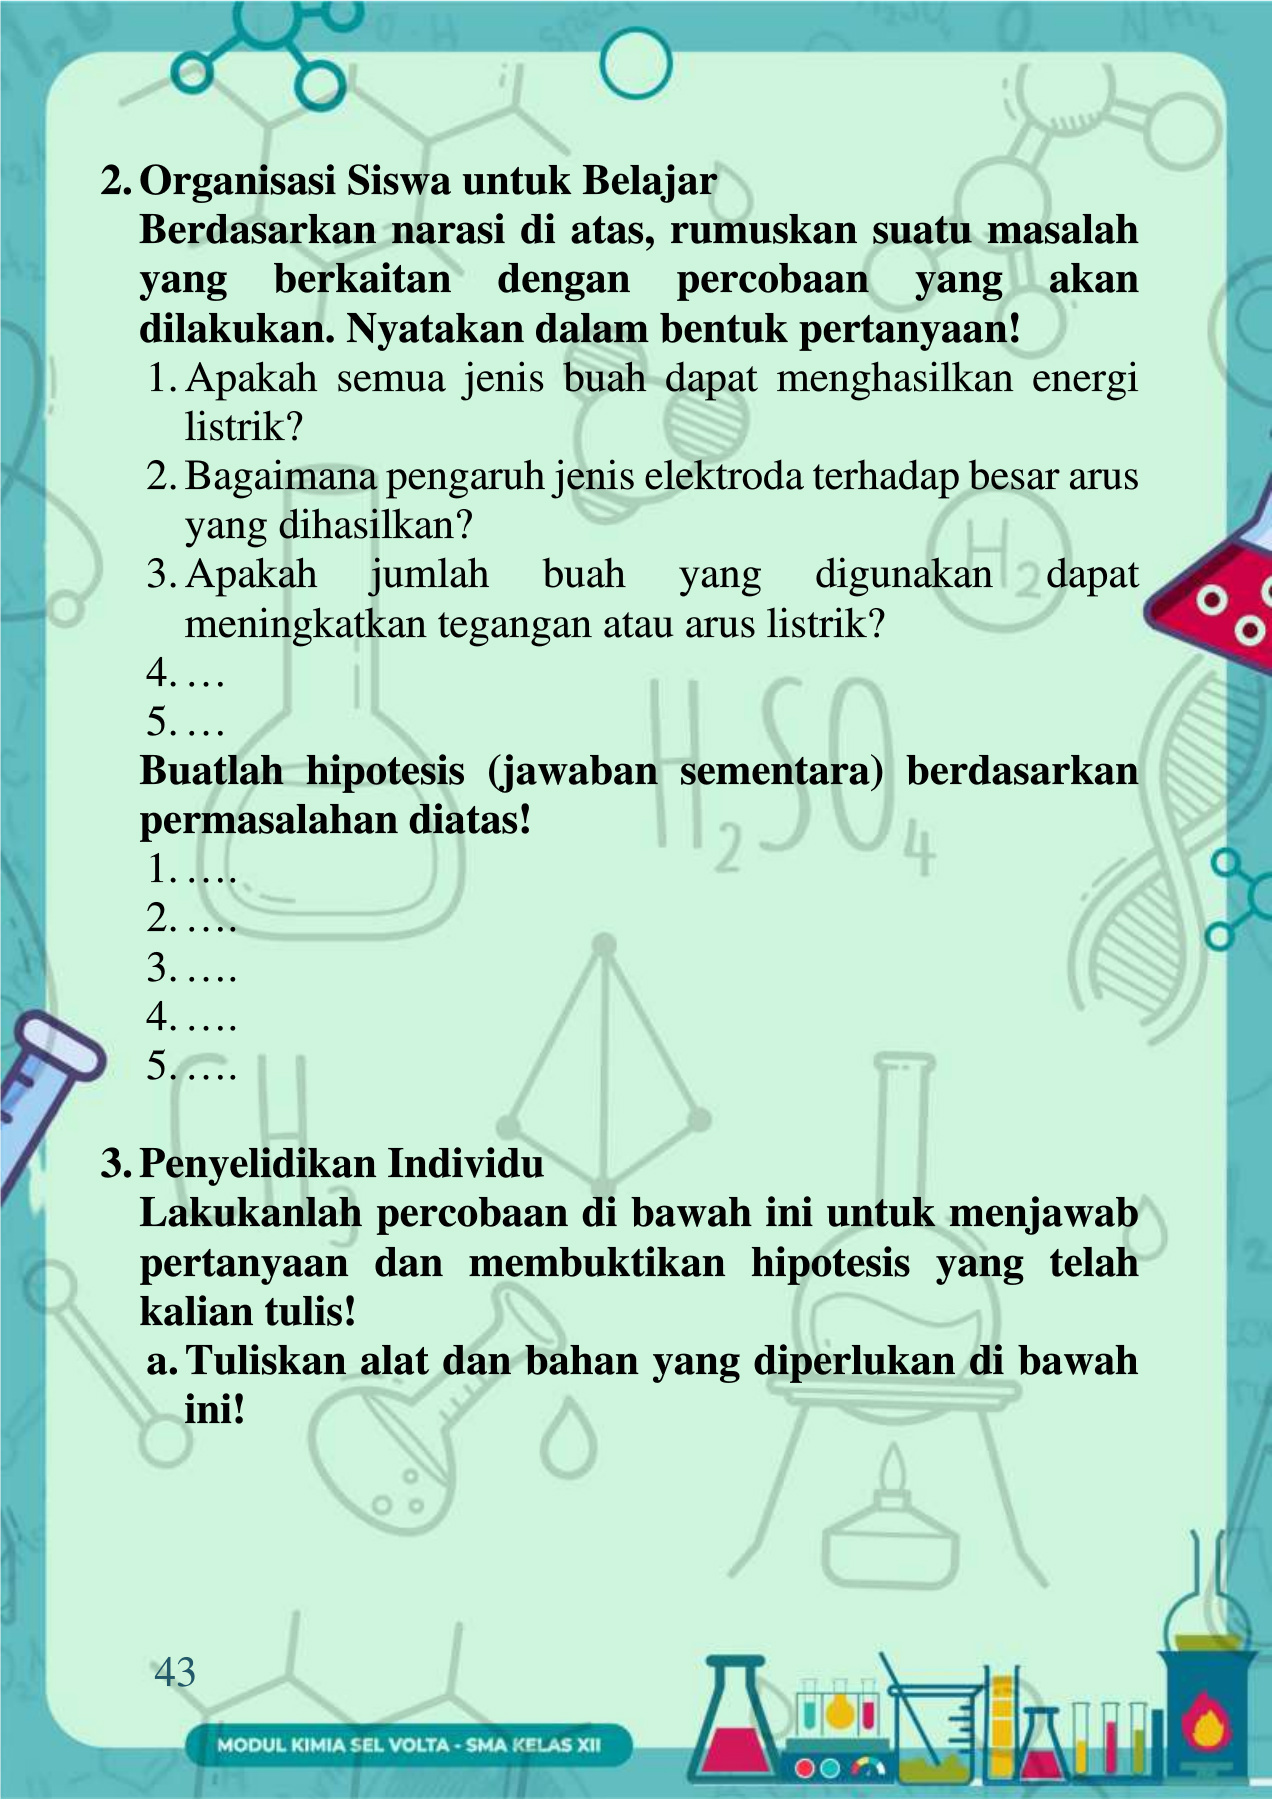 2. Organisasi Siswa untuk Belajar
Berdasarkan narasi di atas, rumuskan suatu masalah
yang berkaitan dengan percobaan yang akan
dilakukan. Nyatakan dalam bentuk pertanyaan!
1. Apakah semua jenis buah dapat menghasilkan energi
listrik?
2. Bagaimana pengaruh jenis elektroda terhadap besar arus
yang dihasilkan?
3. Apakah jumlah buah yang digunakan dapat
meningkatkan tegangan atau arus listrik?
4. …
5. …
Buatlah hipotesis (jawaban sementara) berdasarkan
permasalahan diatas!
1. ….
2. ….
3. ….
4. ….
5. ….
3. Penyelidikan Individu
Lakukanlah percobaan di bawah ini untuk menjawab
pertanyaan dan membuktikan hipotesis yang telah
kalian tulis!
a. Tuliskan alat dan bahan yang diperlukan di bawah
ini!
H2
H2SO4
CH3
43
MODUL KIMIA SEL VOLTA - SMA KELAS XII